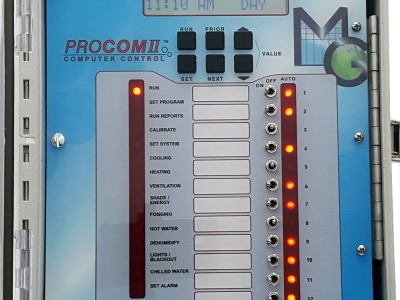 11:10 AM DAY
RUN PRIOR
PROCOM II
COMPUTER CONTROL
VALUE
SET NEXT
OFF
ON AUTO
RUN 1
SET PROGRAM 2
RUN REPORTS
CALIBRATE 3
SET SYSTEM 4
COOLING 5
HEATING
VENTILATION 6
SHADE / ENERGY 7
FOGGING 8
HOT WATER 9
DEHUMIDIFY 10
LIGHTS / BLACKOUT 11
CHILLED WATER
SET ALARM 12
MG
TM